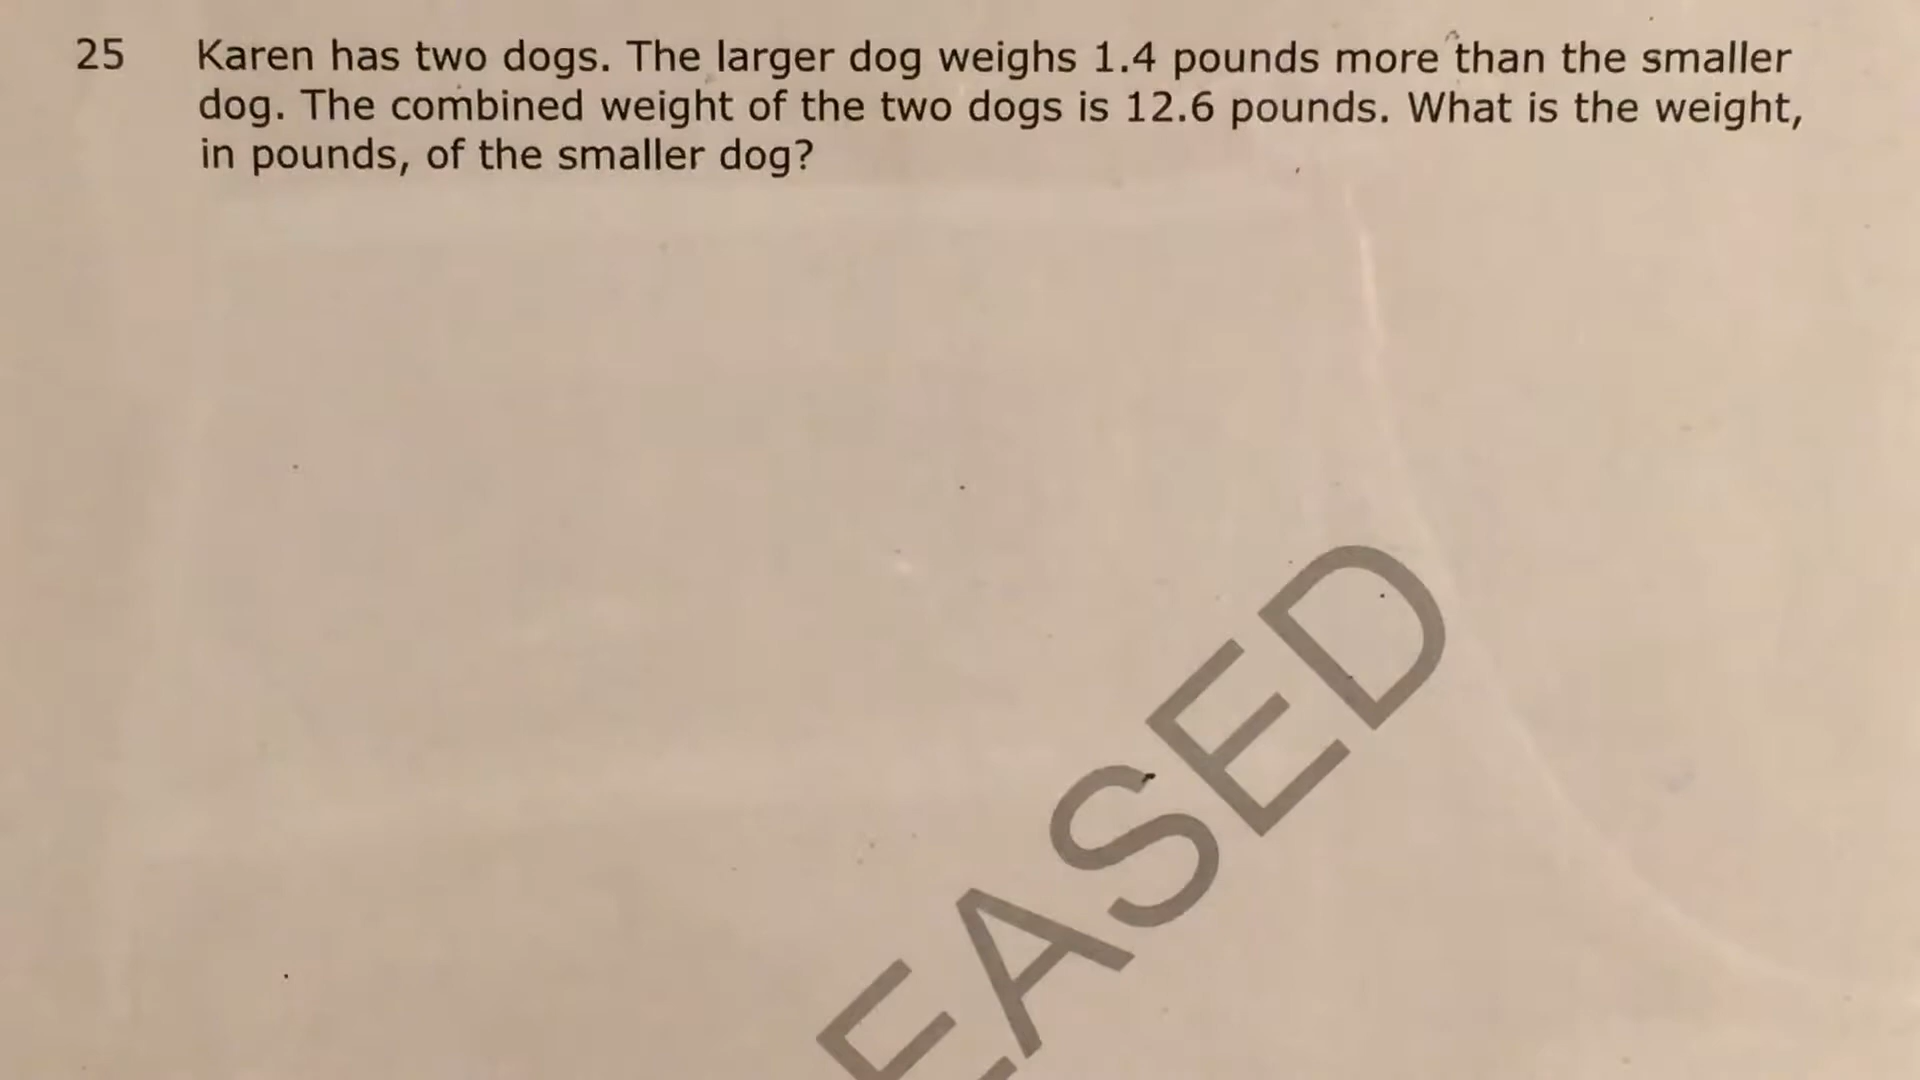 25 Karen has two dogs. The larger dog weighs 1.4 pounds more than the smaller
dog. The combined weight of the two dogs is 12.6 pounds. What is the weight,
in pounds, of the smaller dog?
EASED